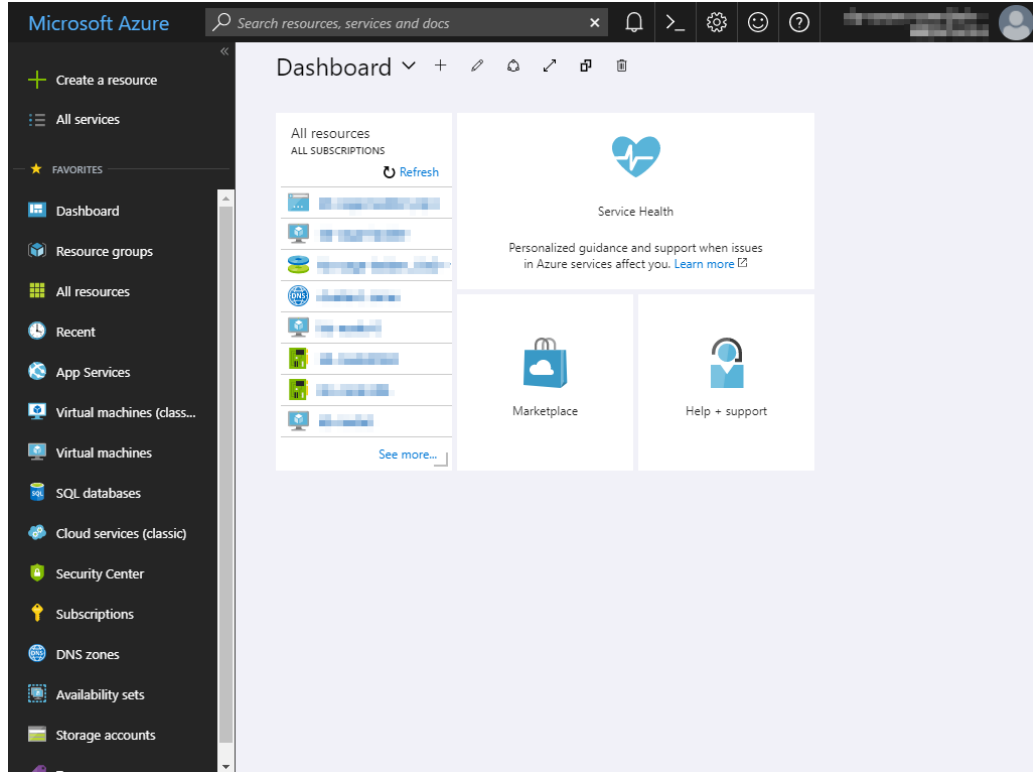 Microsoft Azure
Search resources, services and docs
Create a resource
All services
FAVORITES
Dashboard
Resource groups
All resources
Recent
App Services
Virtual machines (class...
Virtual machines
SQL databases
Cloud services (classic)
Security Center
Subscriptions
DNS zones
Availability sets
Storage accounts
Dashboard
All resources
ALL SUBSCRIPTIONS
Refresh
DNS
See more...
Service Health
Personalized guidance and support when issues
in Azure services affect you. Learn more
Marketplace
Help + support